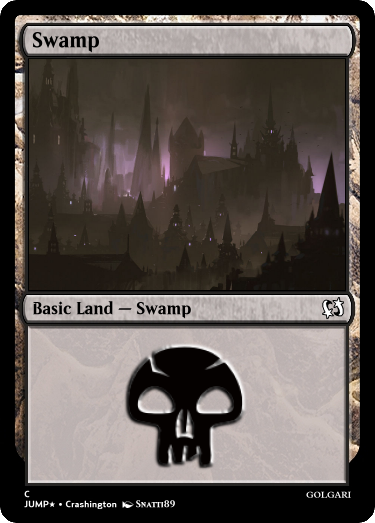 Swamp
Basic Land — Swamp
C
JUMP★ • Crashington Snatti89
GOLGARI